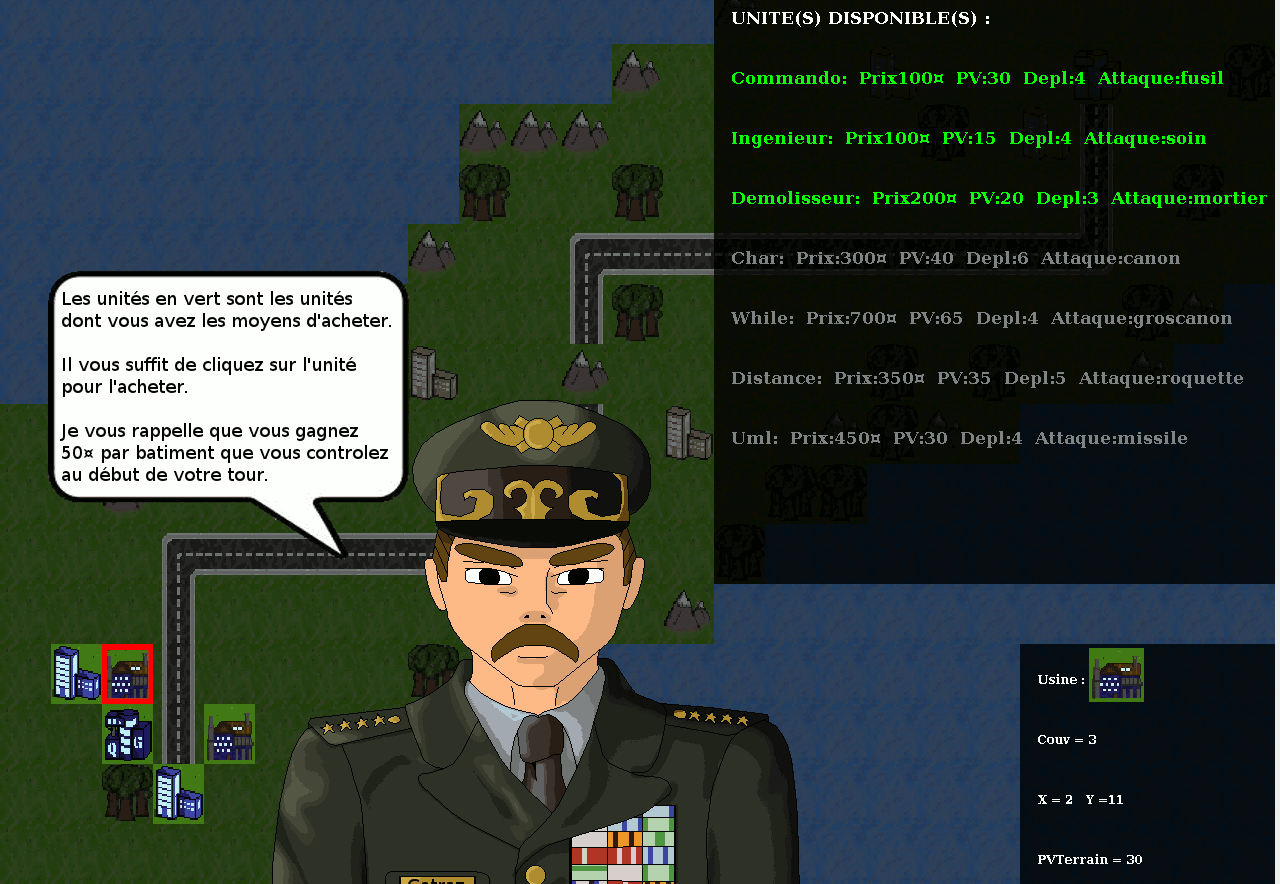 UNITE(S) DISPONIBLE(S) :
Commando: Prix100¤ PV:30 Depl:4 Attaque:fusil
Ingenieur: Prix100¤ PV:15 Depl:4 Attaque:soin
Demolisseur: Prix200¤ PV:20 Depl:3 Attaque:mortier
Char: Prix:300¤ PV:40 Depl:6 Attaque:canon
While: Prix:700¤ PV:65 Depl:4 Attaque:groscanon
Distance: Prix:350¤ PV:35 Depl:5 Attaque:roquette
Uml: Prix:450¤ PV:30 Depl:4 Attaque:missile
Les unités en vert sont les unités
dont vous avez les moyens d'acheter.
Il vous suffit de cliquez sur l'unité
pour l'acheter.
Je vous rappelle que vous gagnez
50¤ par batiment que vous controlez
au début de votre tour.
Q G
Usine :
Couv = 3
X = 2 Y =11
PVTerrain = 30